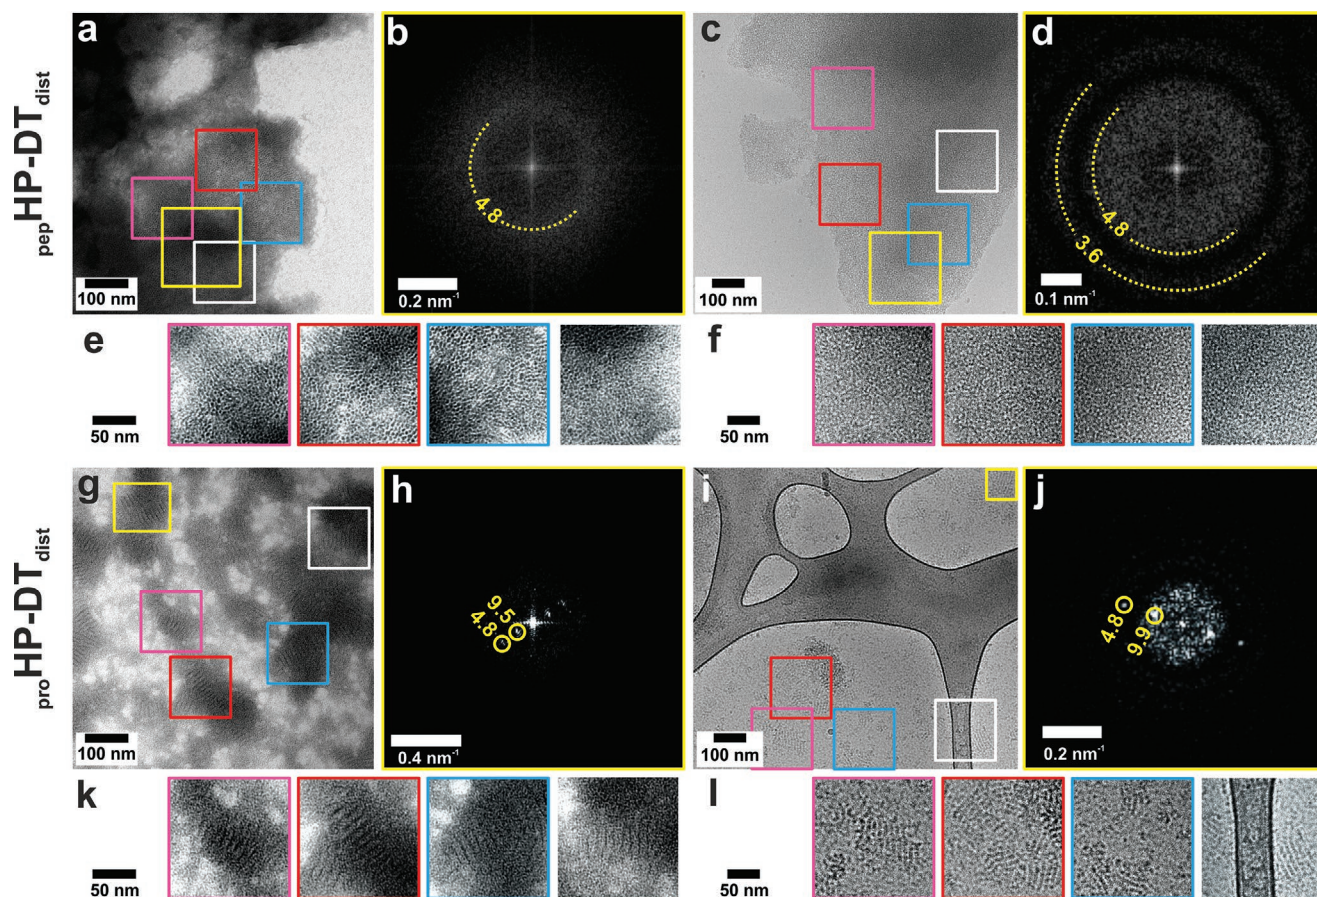 a
b
c
d
pepHP-DTdist
4.8
4.8
3.6
100 nm
0.2 nm⁻¹
100 nm
0.1 nm⁻¹
e
f
50 nm
50 nm
g
h
i
j
proHP-DTdist
9.5
4.8
4.8
9.9
100 nm
0.4 nm⁻¹
100 nm
0.2 nm⁻¹
k
l
50 nm
50 nm